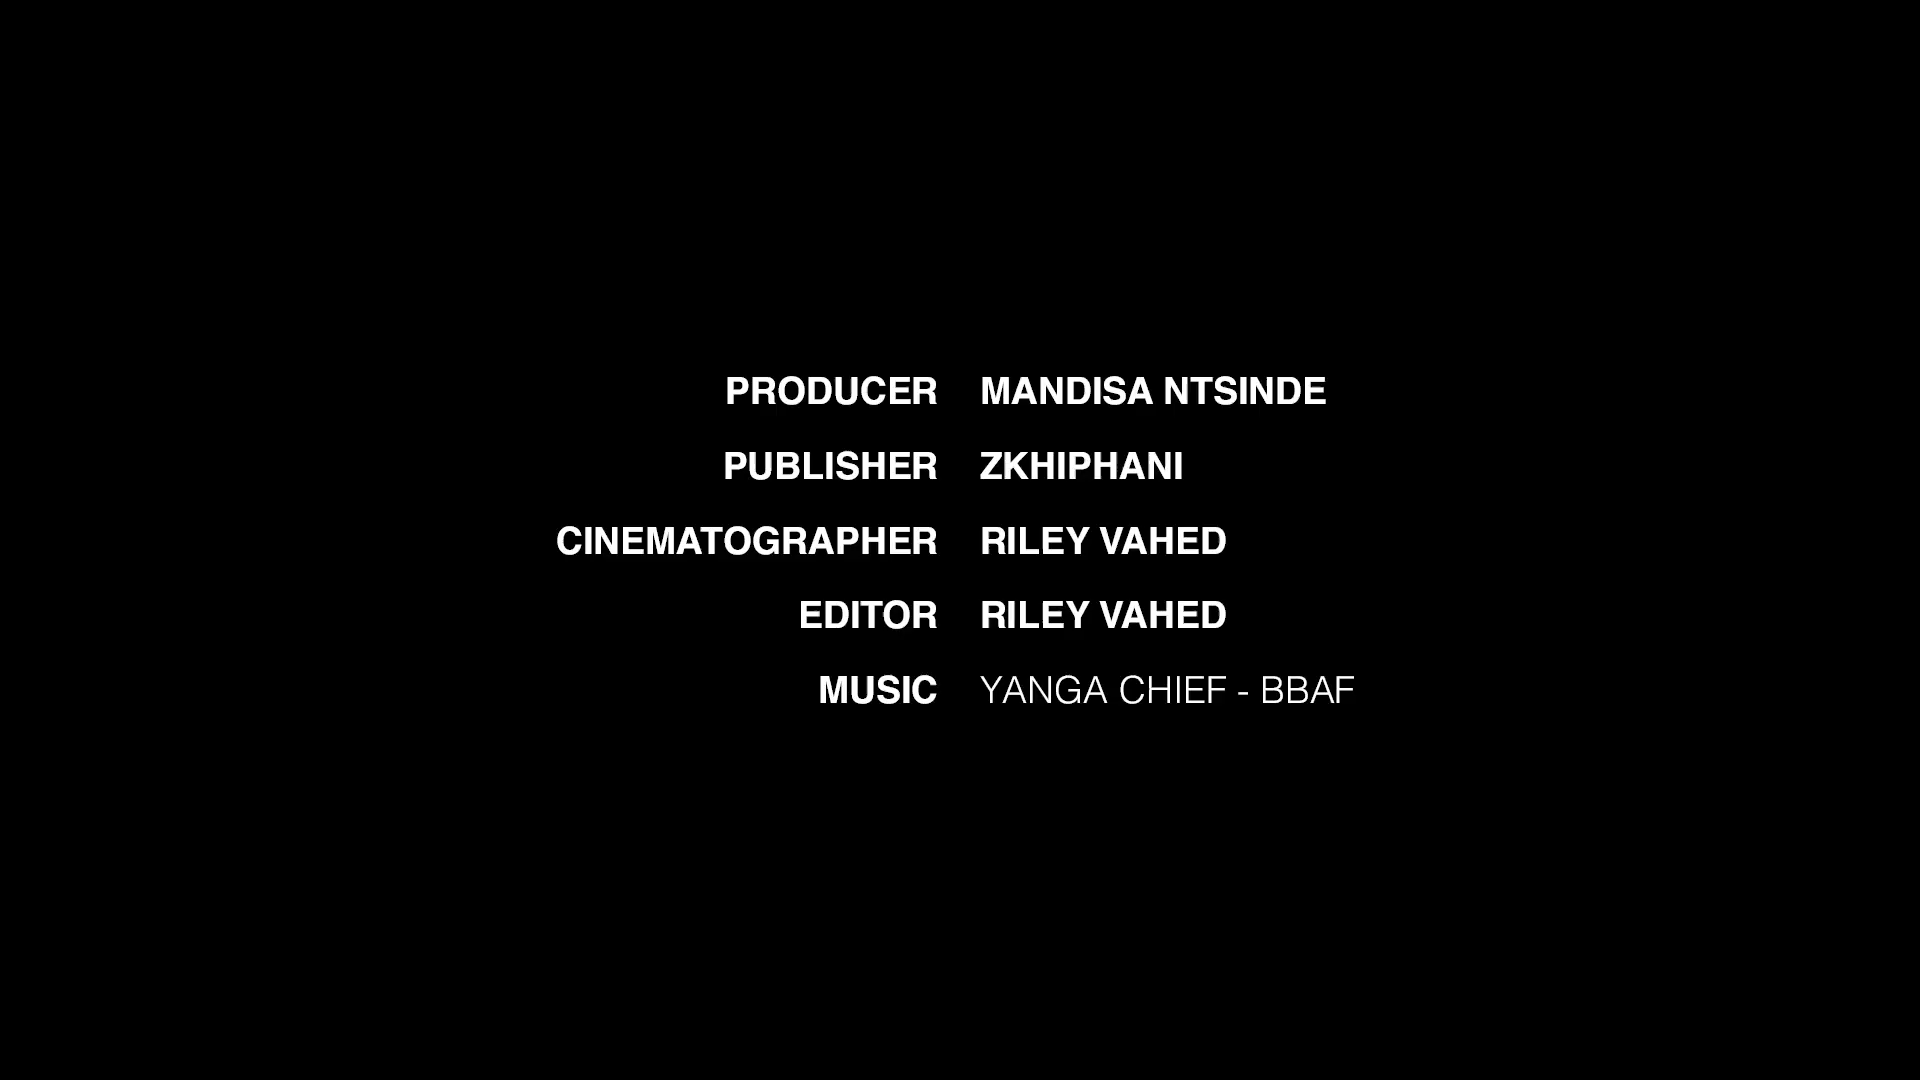 PRODUCER MANDISA NTSINDE
PUBLISHER ZKHIPHANI
CINEMATOGRAPHER RILEY VAHED
EDITOR RILEY VAHED
MUSIC YANGA CHIEF - BBAF